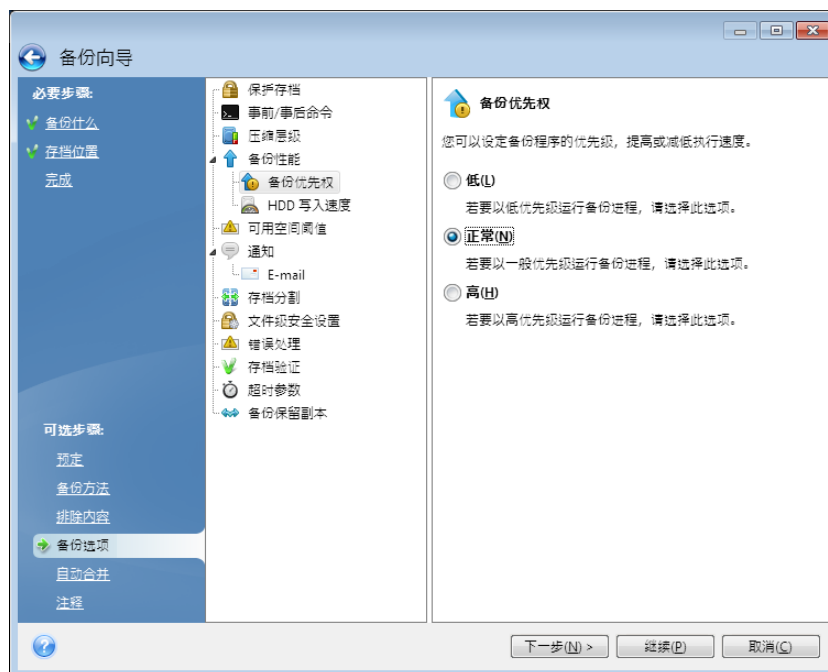 备份向导
必要步骤:
备份什么
存档位置
完成
可选步骤:
预定
备份方法
排除内容
备份选项
自动合并
注释
保护存档
事前/事后命令
压缩层级
备份性能
备份优先权
HDD 写入速度
可用空间阈值
通知
E-mail
存档分割
文件级安全设置
错误处理
存档验证
超时参数
备份保留副本
备份优先权
您可以设定备份程序的优先级，提高或减低执行速度。
低(L)
若要以低优先级运行备份进程，请选择此选项。
正常(N)
若要以一般优先级运行备份进程，请选择此选项。
高(H)
若要以高优先级运行备份进程，请选择此选项。
下一步(N) >
继续(P)
取消(C)